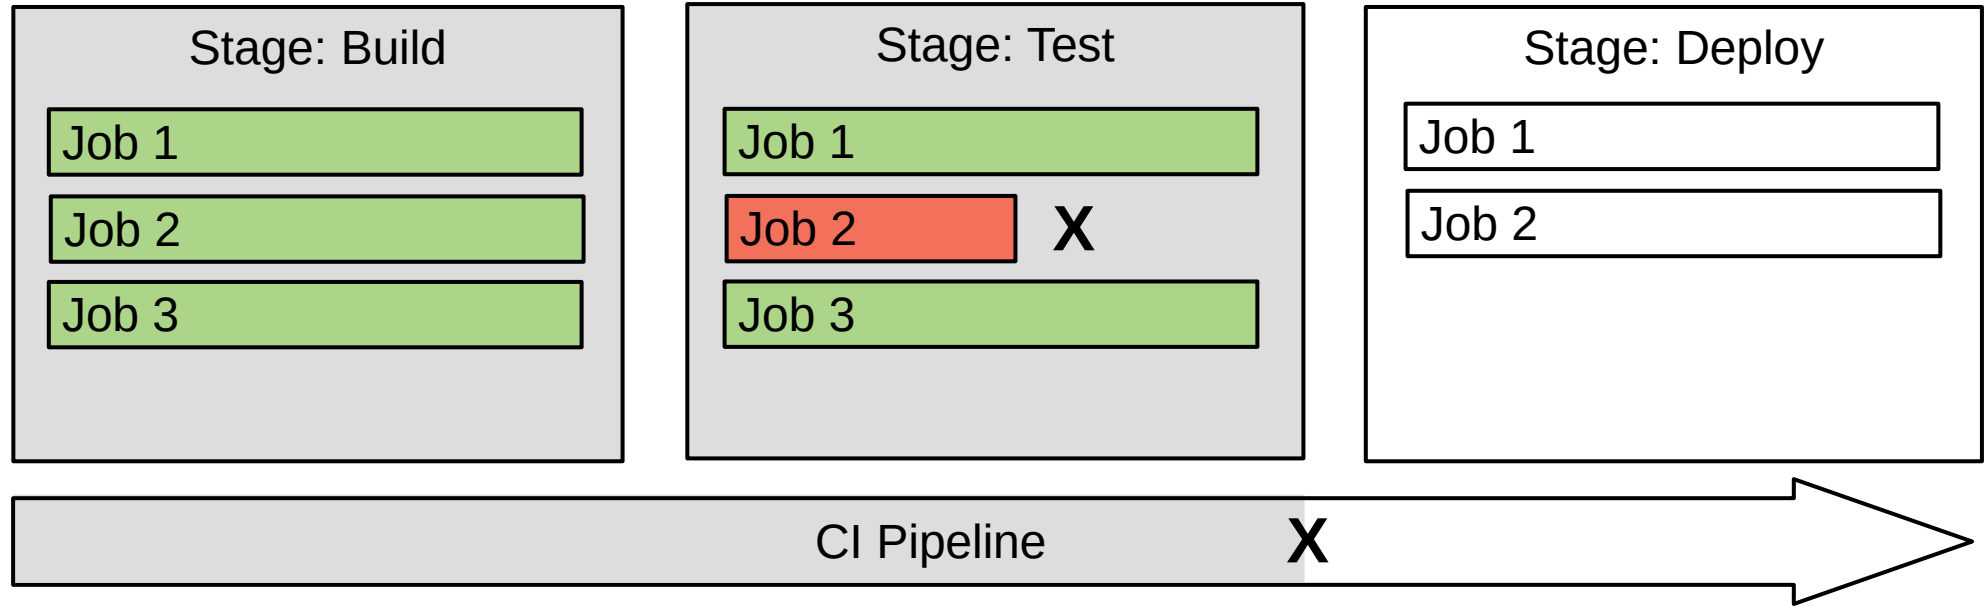 Stage: Build
Job 1
Job 2
Job 3
Stage: Test
Job 1
Job 2 X
Job 3
Stage: Deploy
Job 1
Job 2
CI Pipeline X